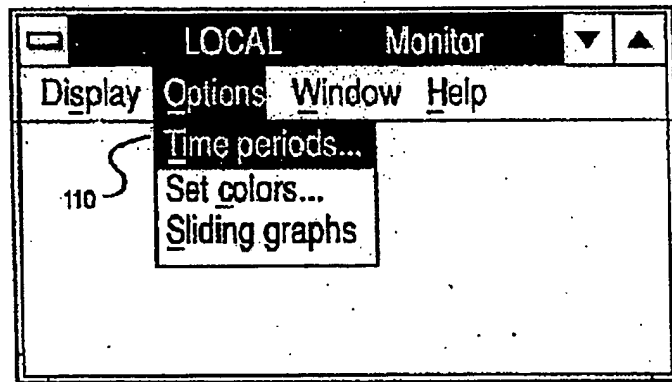 LOCAL Monitor
Display Options Window Help
Time periods...
110
Set colors...
Sliding graphs